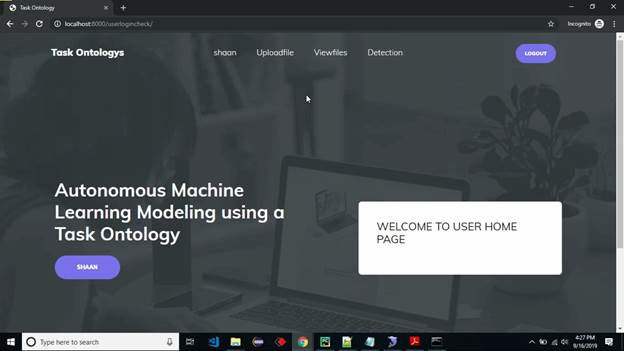 Task Ontology
localhost:8000/userlogincheck/
Incognito
Task Ontologys
shaan
Uploadfile
Viewfiles
Detection
LOGOUT
Autonomous Machine
Learning Modeling using a
Task Ontology
SHAAN
WELCOME TO USER HOME
PAGE
Type here to search
4:27 PM
9/16/2019